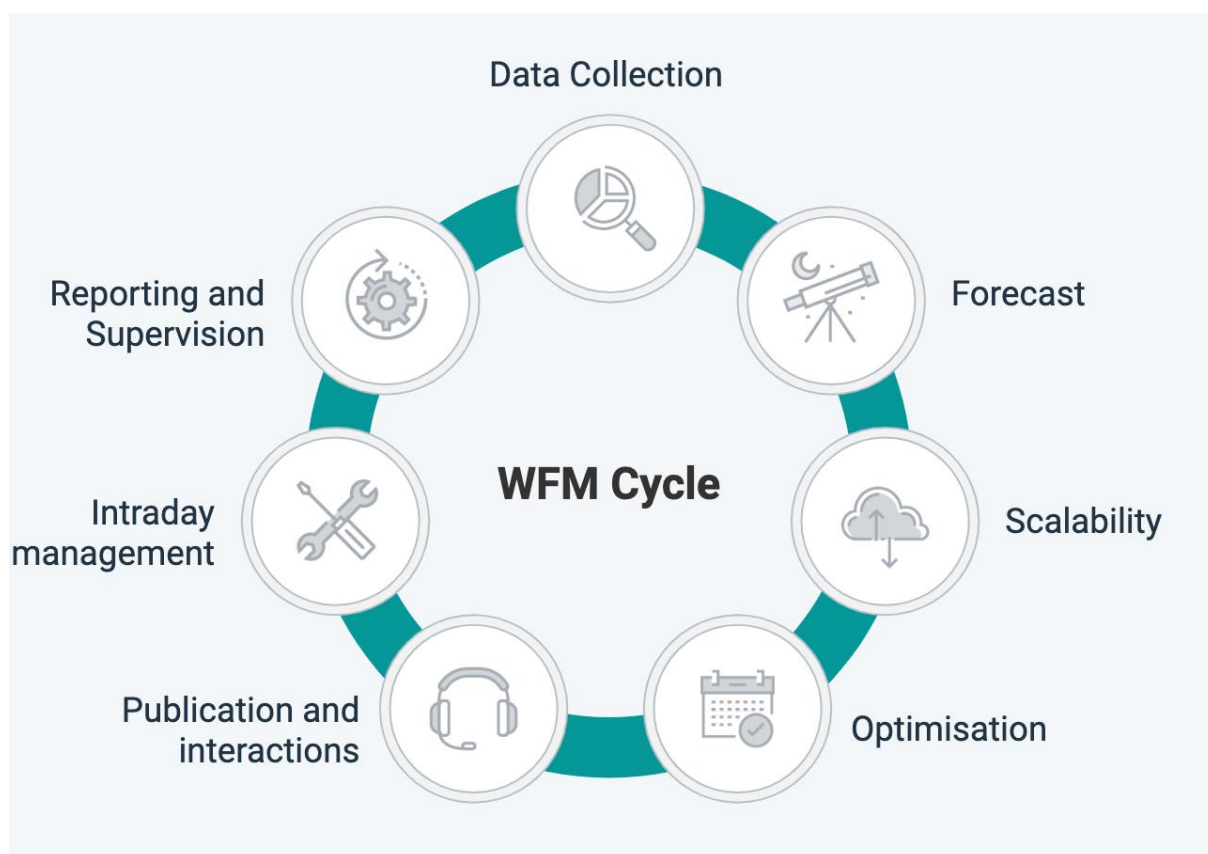 Data Collection
Forecast
Scalability
Optimisation
Publication and
interactions
Intraday
management
Reporting and
Supervision
WFM Cycle